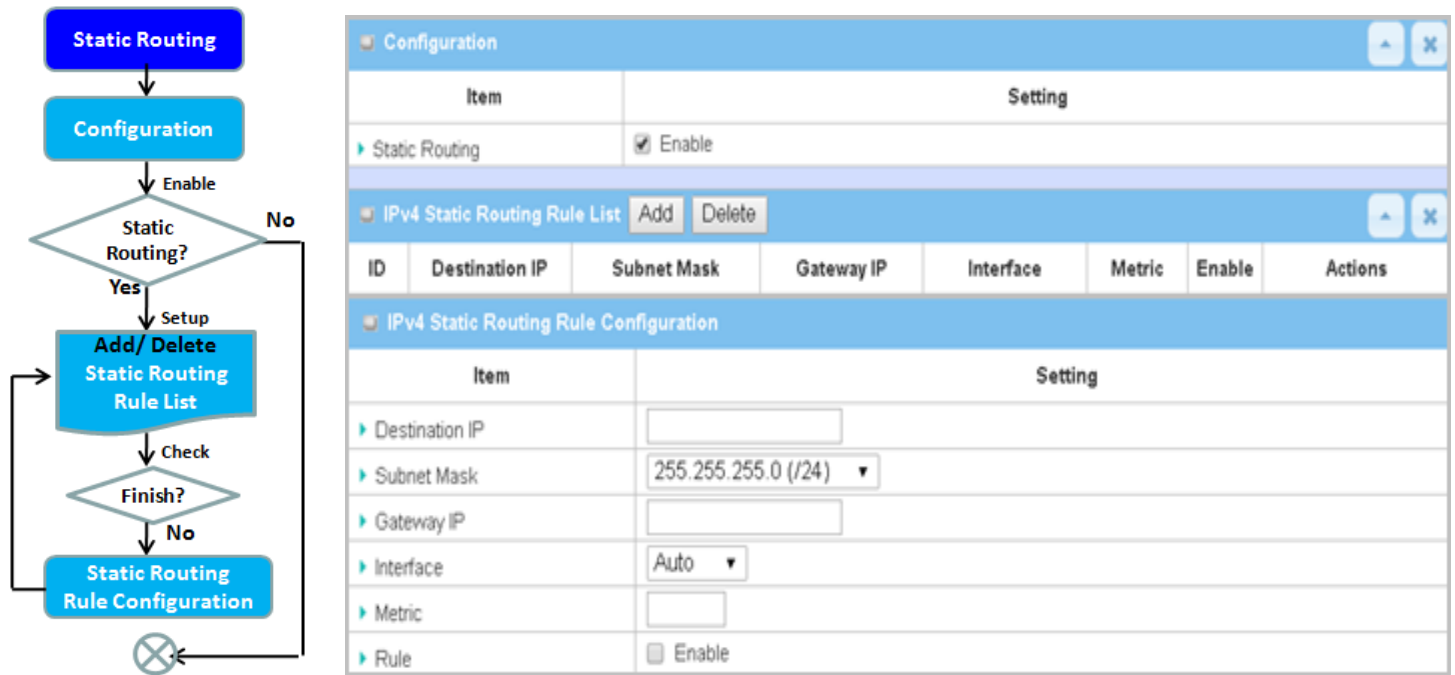 Static Routing
Configuration
Enable
Static
Routing?
No
Yes
Setup
Add/ Delete
Static Routing
Rule List
Check
Finish?
No
Static Routing
Rule Configuration
Configuration
Item Setting
Static Routing Enable
IPv4 Static Routing Rule List Add Delete
ID Destination IP Subnet Mask Gateway IP Interface Metric Enable Actions
IPv4 Static Routing Rule Configuration
Item Setting
Destination IP
Subnet Mask 255.255.255.0 (/24)
Gateway IP
Interface Auto
Metric
Rule Enable